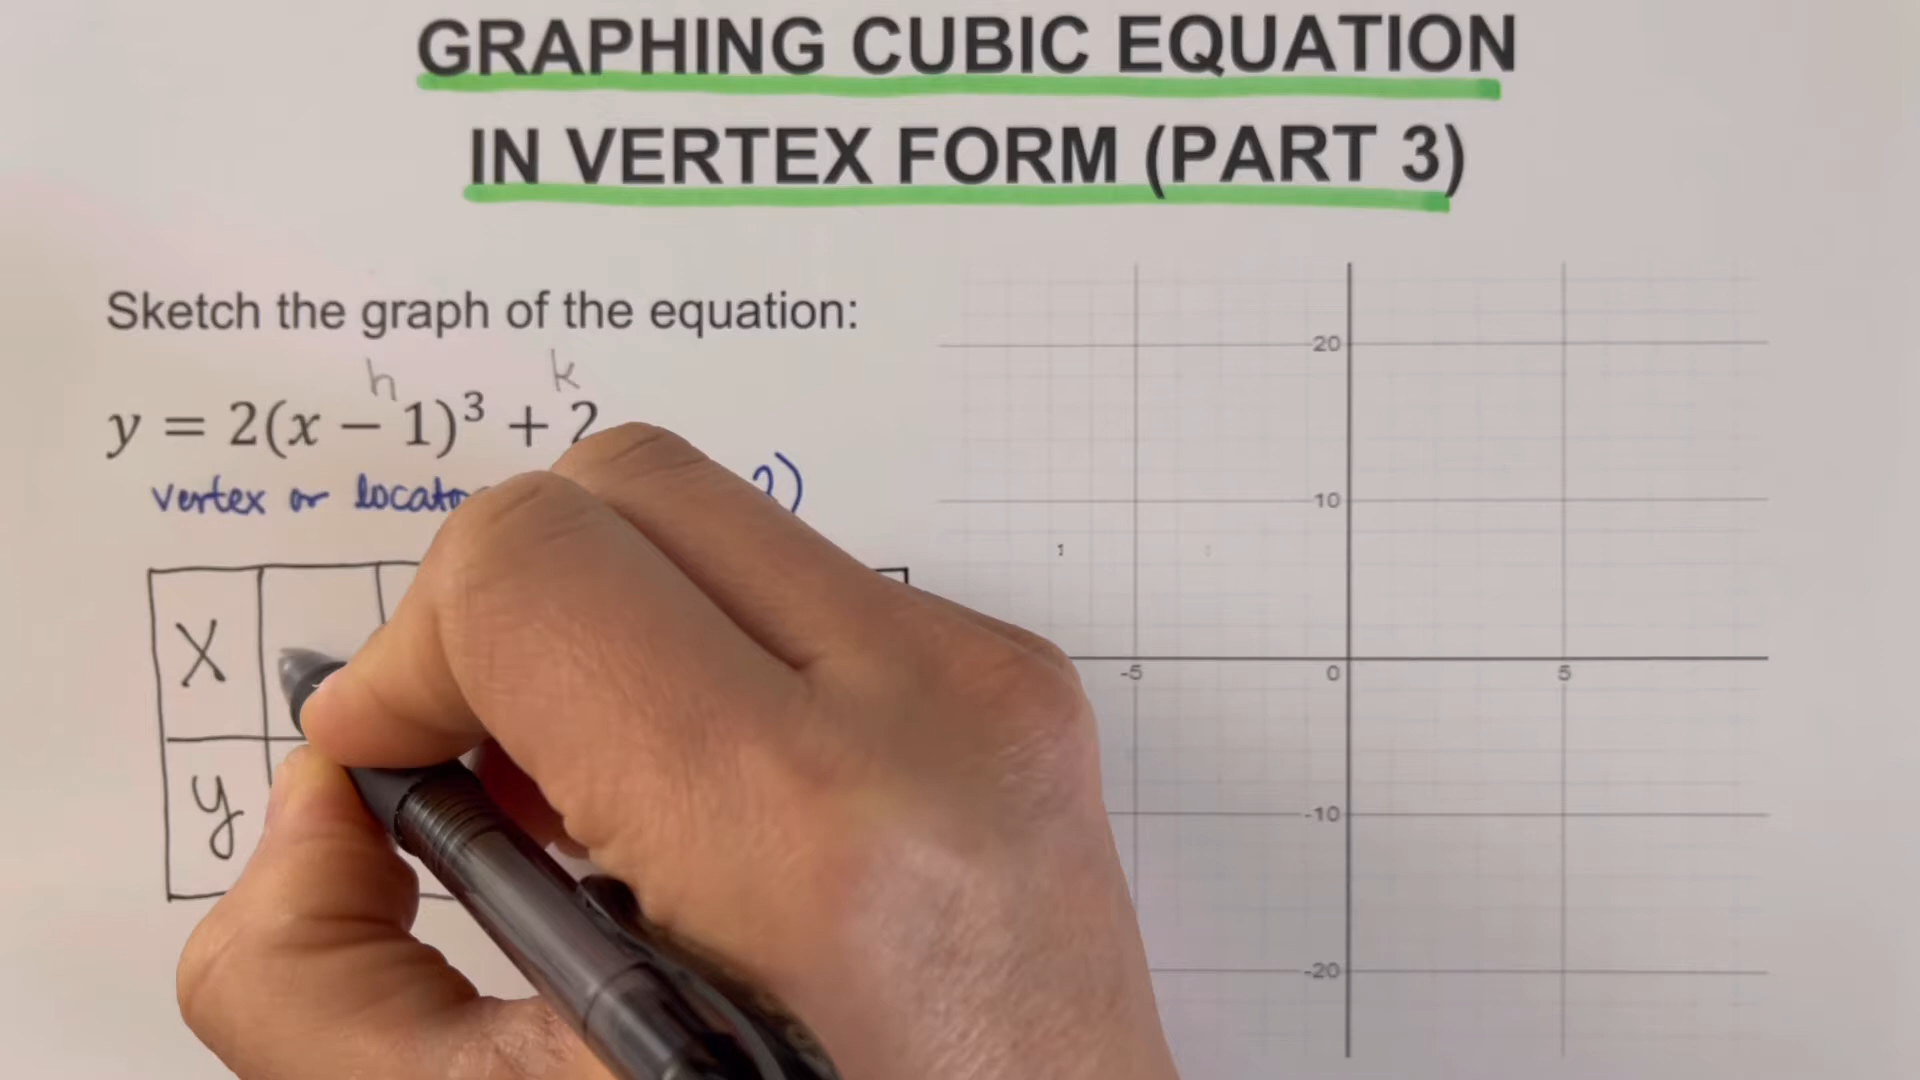 GRAPHING CUBIC EQUATION
IN VERTEX FORM (PART 3)
Sketch the graph of the equation:
h k
y = 2(x − 1)³ + 2
vertex or 2)
X
y
20
10
-5 0 5
-10
-20